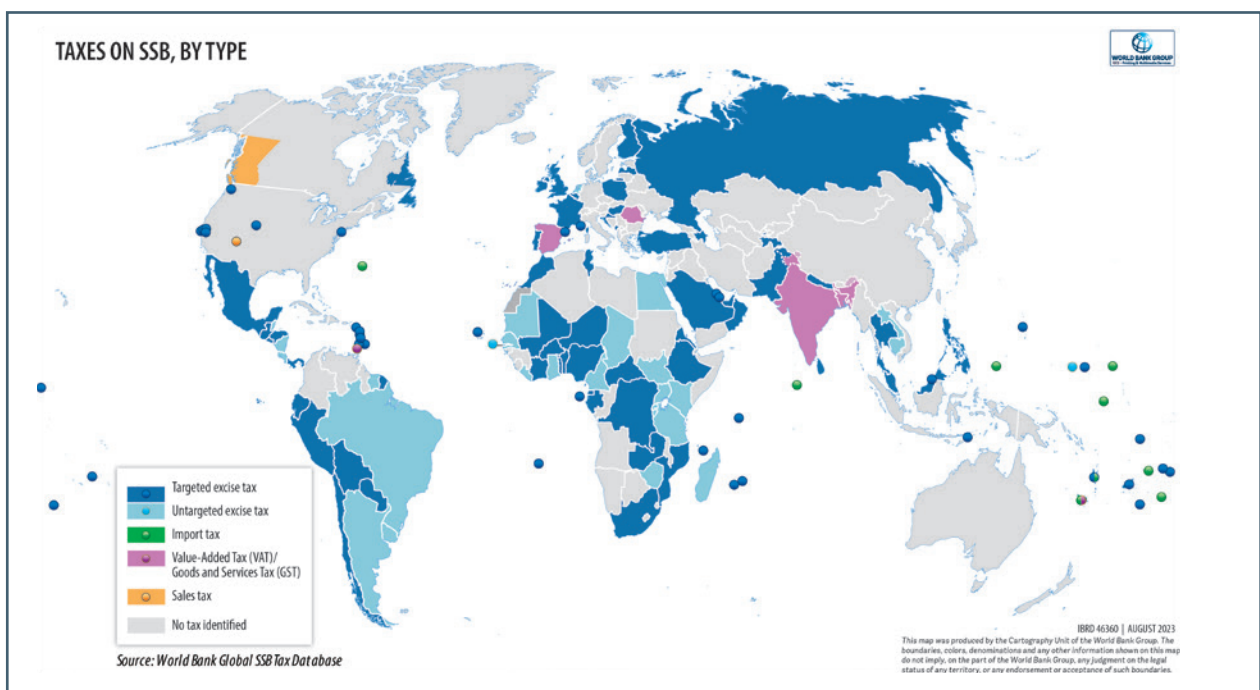 TAXES ON SSB, BY TYPE
WORLD BANK GROUP
Targeted excise tax
Untargeted excise tax
Import tax
Value-Added Tax (VAT)/
Goods and Services Tax (GST)
Sales tax
No tax identified
Source: World Bank Global SSB Tax Database
IBRD 46360 | AUGUST 2023
This map was produced by the Cartography Unit of the World Bank Group. The
boundaries, colors, denominations and any other information shown on this map
do not imply, on the part of the World Bank Group, any judgment on the legal
status of any territory, or any endorsement or acceptance of such boundaries.